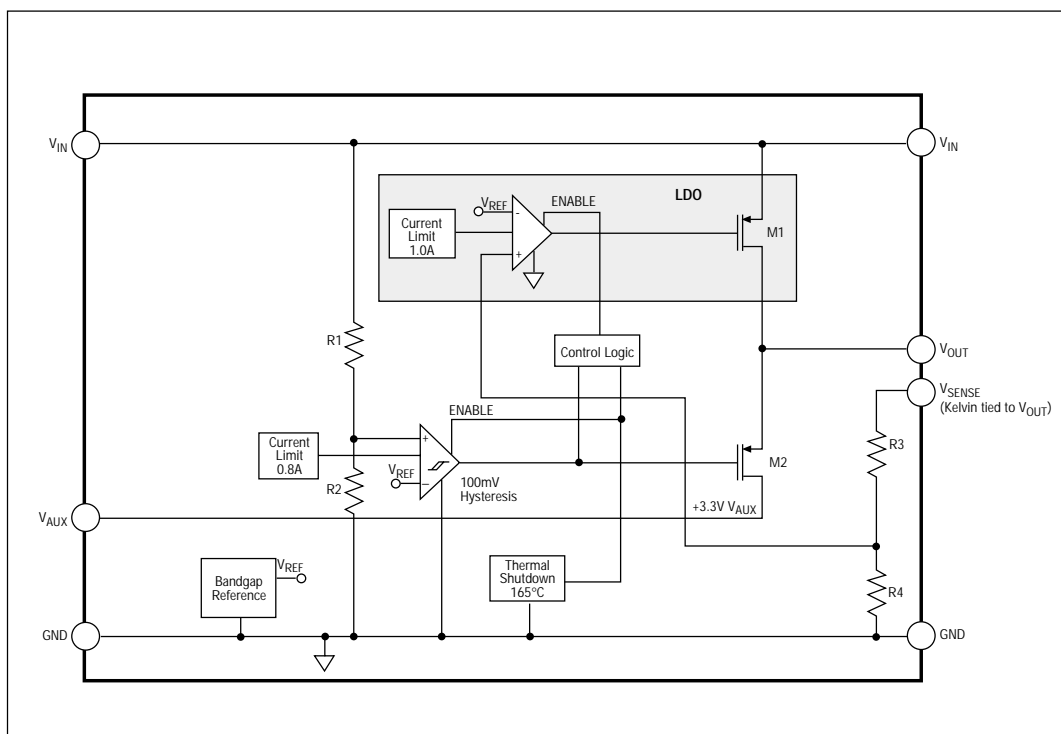 V_IN
V_IN
LDO
V_REF
ENABLE
-
Current
Limit
1.0A
+
M1
R1
Control Logic
V_OUT
V_SENSE
(Kelvin tied to V_OUT)
ENABLE
R3
Current
Limit
0.8A
+
V_REF
–
100mV
Hysteresis
M2
R2
+3.3V V_AUX
V_AUX
Bandgap
Reference
V_REF
Thermal
Shutdown
165°C
R4
GND
GND